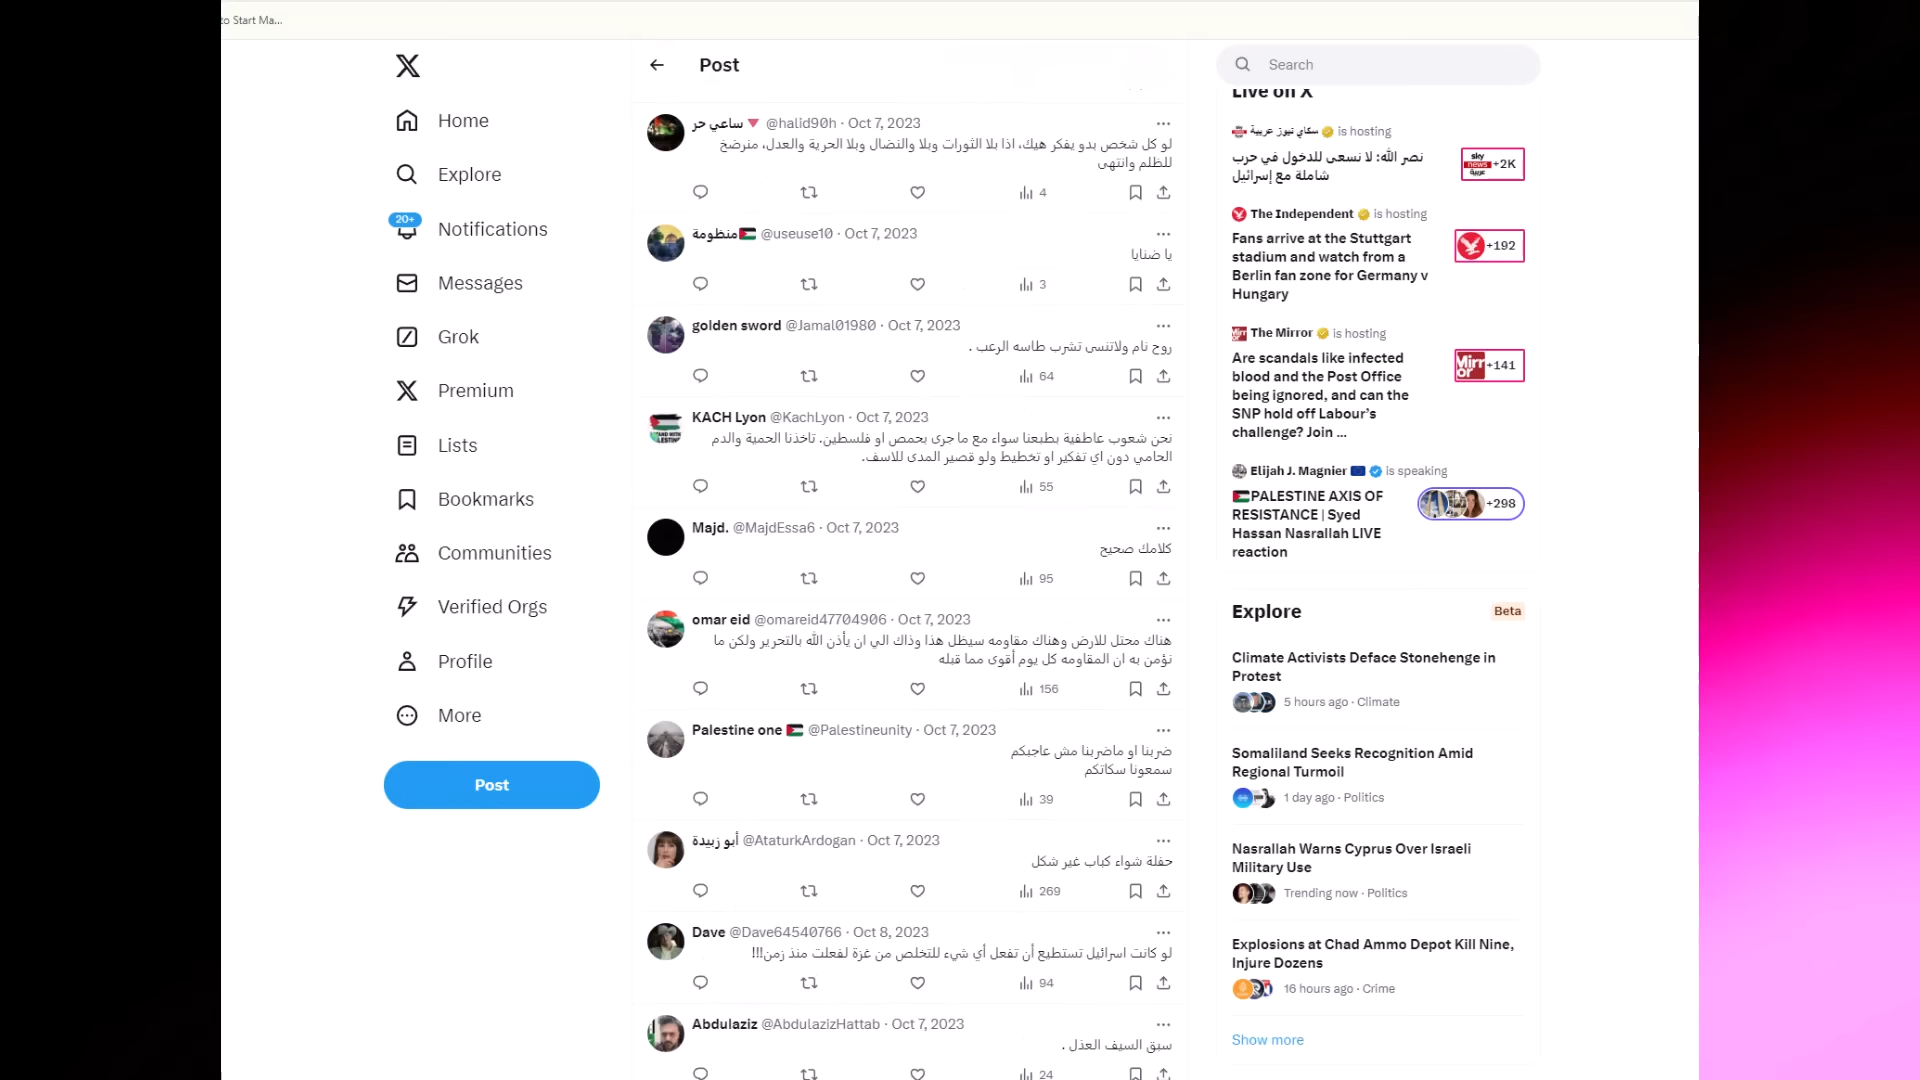 to Start Ma...
Home
Explore
20+
Notifications
Messages
Grok
Premium
Lists
Bookmarks
Communities
Verified Orgs
Profile
More
Post
Post
ساعي حر @halid90h · Oct 7, 2023
لو كل شخص بدو يفكر هيك، اذا بلا الثورات وبلا والنضال وبلا الحرية والعدل، منرضخ
للظلم وانتهى
4
منظومة @useuse10 · Oct 7, 2023
يا ضنايا
3
golden sword @Jamal01980 · Oct 7, 2023
روح نام ولاتنسى تشرب طاسه الرعب .
64
KACH Lyon @KachLyon · Oct 7, 2023
نحن شعوب عاطفية بطبعنا سواء مع ما جرى بحمص او فلسطين. تاخذنا الحمية والدم
الحامي دون اي تفكير او تخطيط ولو قصير المدى للاسف.
55
Majd. @MajdEssa6 · Oct 7, 2023
كلامك صحيح
95
omar eid @omareid47704906 · Oct 7, 2023
هناك محتل للارض وهناك مقاومه سيظل هذا وذاك الي ان يأذن الله بالتحرير ولكن ما
نؤمن به ان المقاومه كل يوم أقوى مما قبله
156
Palestine one @Palestineunity · Oct 7, 2023
ضربنا او ماضربنا مش عاجبكم
سمعونا سكاتكم
39
أبو زبيدة @AtaturkArdogan · Oct 7, 2023
حفلة شواء كباب غير شكل
269
Dave @Dave64540766 · Oct 8, 2023
لو كانت اسرائيل تستطيع أن تفعل أي شيء للتخلص من غزة لفعلت منذ زمن!!!
94
Abdulaziz @AbdulazizHattab · Oct 7, 2023
سبق السيف العذل .
24
Search
Live on X
سكاي نيوز عربية is hosting
نصر الله: لا نسعى للدخول في حرب
شاملة مع إسرائيل
sky news عربية +2K
The Independent is hosting
Fans arrive at the Stuttgart
stadium and watch from a
Berlin fan zone for Germany v
Hungary
+192
The Mirror is hosting
Are scandals like infected
blood and the Post Office
being ignored, and can the
SNP hold off Labour's
challenge? Join ...
Mirror +141
Elijah J. Magnier is speaking
PALESTINE AXIS OF
RESISTANCE | Syed
Hassan Nasrallah LIVE
reaction
+298
Explore
Beta
Climate Activists Deface Stonehenge in
Protest
5 hours ago · Climate
Somaliland Seeks Recognition Amid
Regional Turmoil
1 day ago · Politics
Nasrallah Warns Cyprus Over Israeli
Military Use
Trending now · Politics
Explosions at Chad Ammo Depot Kill Nine,
Injure Dozens
16 hours ago · Crime
Show more